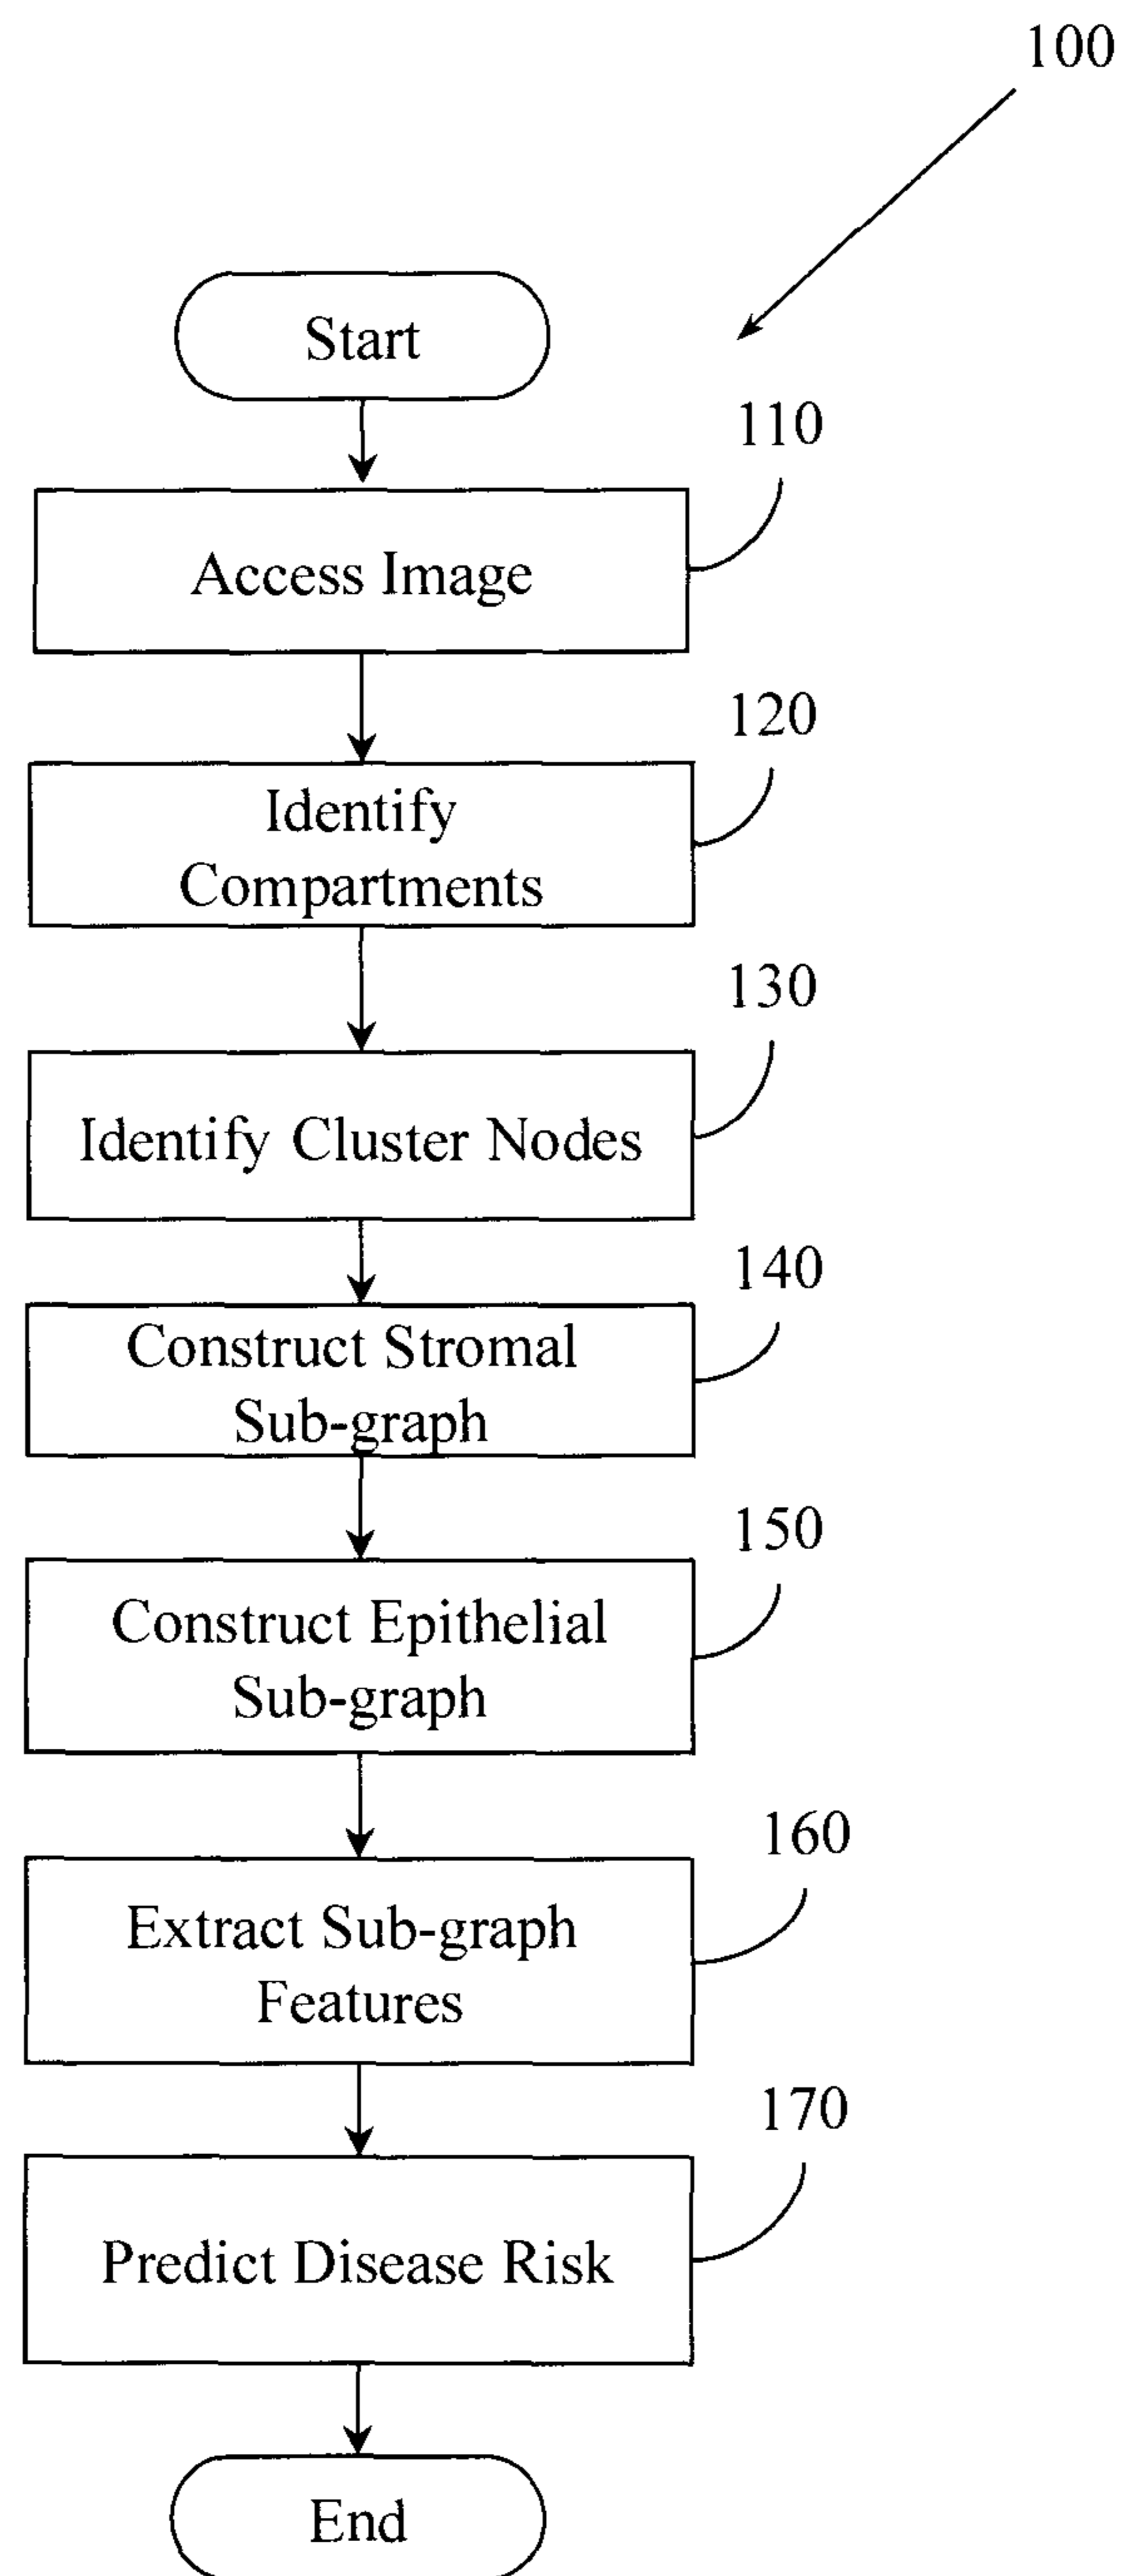 100
Start
110
Access Image
120
Identify
Compartments
130
Identify Cluster Nodes
140
Construct Stromal
Sub-graph
150
Construct Epithelial
Sub-graph
160
Extract Sub-graph
Features
170
Predict Disease Risk
End